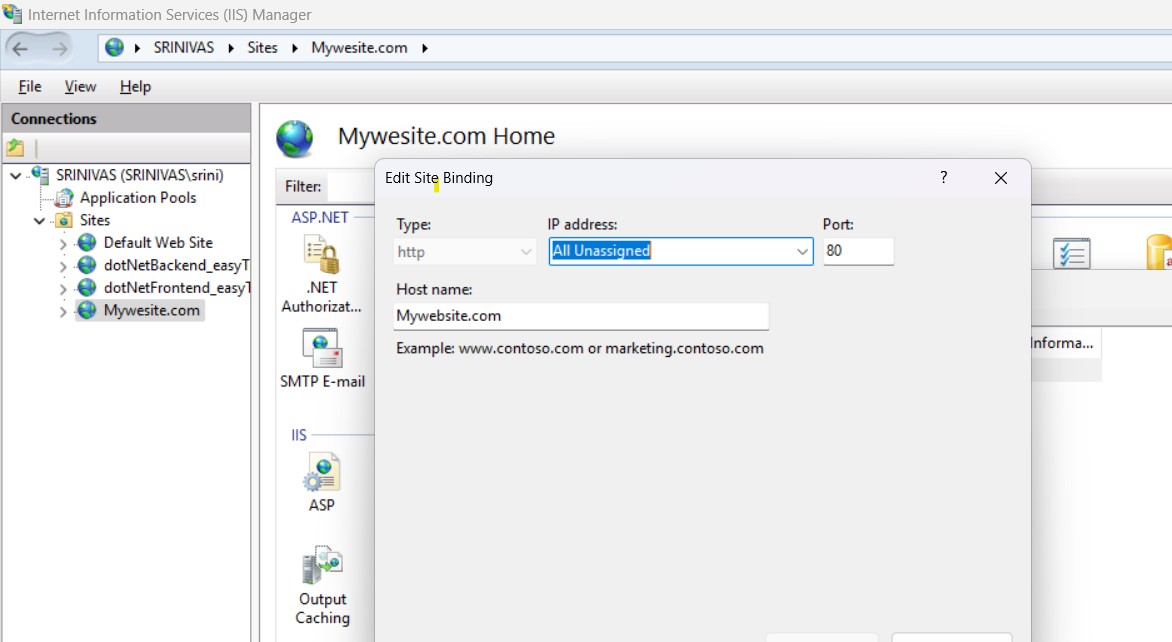 Internet Information Services (IIS) Manager
SRINIVAS Sites Mywesite.com
File View Help
Connections
SRINIVAS (SRINIVAS\srini)
Application Pools
Sites
Default Web Site
dotNetBackend_easyT
dotNetFrontend_easyT
Mywesite.com
Mywesite.com Home
Filter:
ASP.NET
.NET
Authorizat...
SMTP E-mail
IIS
ASP
Output
Caching
Edit Site Binding ?
Type: IP address: Port:
http All Unassigned 80
Host name:
Mywebsite.com
Example: www.contoso.com or marketing.contoso.com
Informa...